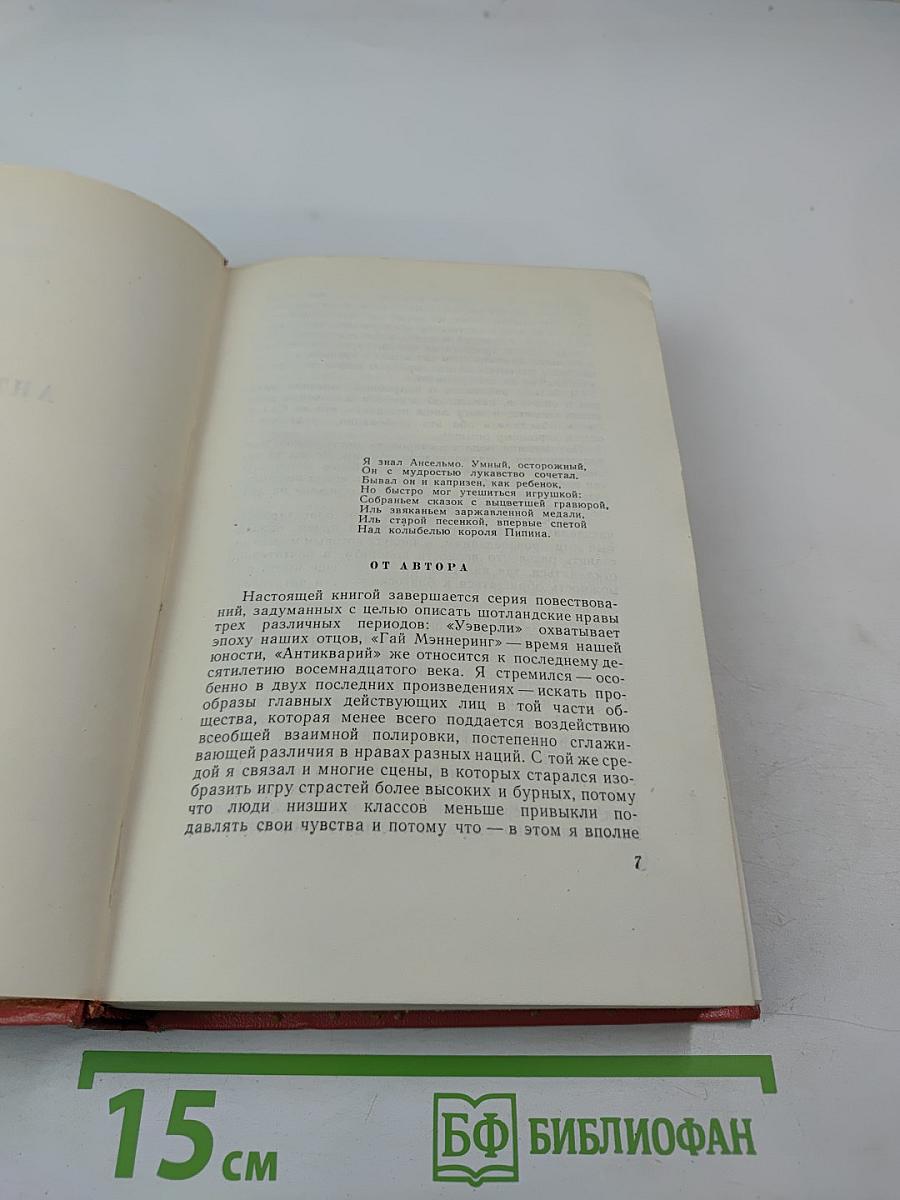 АНТ
Я знал Ансельмо. Умный, осторожный,
Он с мудростью лукавство сочетал.
Бывал он и капризен, как ребенок,
Но быстро мог утешиться игрушкой:
Собраньем сказок с выцветшей гравюрой,
Иль звяканьем заржавленной медали,
Иль старой песенкой, впервые спетой
Над колыбелью короля Пипина.
ОТ АВТОРА
Настоящей книгой завершается серия повествова-
ний, задуманных с целью описать шотландские нравы
трех различных периодов: «Уэверли» охватывает
эпоху наших отцов, «Гай Мэннеринг» — время нашей
юности, «Антикварий» же относится к последнему де-
сятилетию восемнадцатого века. Я стремился — осо-
бенно в двух последних произведениях — искать про-
образы главных действующих лиц в той части об-
щества, которая менее всего поддается воздействию
всеобщей взаимной полировки, постепенно сглажи-
вающей различия в нравах разных наций. С той же сре-
дой я связал и многие сцены, в которых старался изо-
бразить игру страстей более высоких и бурных, потому
что люди низших классов меньше привыкли по-
давлять свои чувства и потому что — в этом я вполне
7
15 см
БФ БИБЛИОФАН